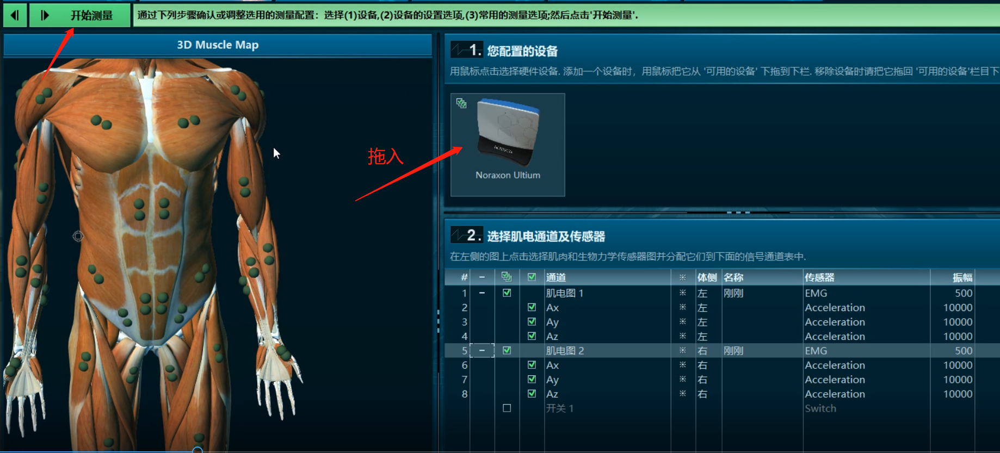 开始测量
通过下列步骤确认或调整选用的测量配置：选择(1)设备,(2)设备的设置选项,(3)常用的测量选项;然后点击'开始测量'.
3D Muscle Map
1. 您配置的设备
用鼠标点击选择硬件设备. 添加一个设备时，用鼠标把它从 '可用的设备' 下拖到下栏. 移除设备时请把它拖回 '可用的设备'栏目下
拖入
NORAXON
Noraxon Ultium
2. 选择肌电通道及传感器
在左侧的图上点击选择肌肉和生物力学传感器图并分配它们到下面的信号通道表中.
# – 通道 体侧 名称 传感器 振幅
1 – 肌电图 1 左 刚刚 EMG 500
2 Ax 左 Acceleration 10000
3 Ay 左 Acceleration 10000
4 Az 左 Acceleration 10000
5 – 肌电图 2 右 刚刚 EMG 500
6 Ax 右 Acceleration 10000
7 Ay 右 Acceleration 10000
8 Az 右 Acceleration 10000
开关 1 Switch